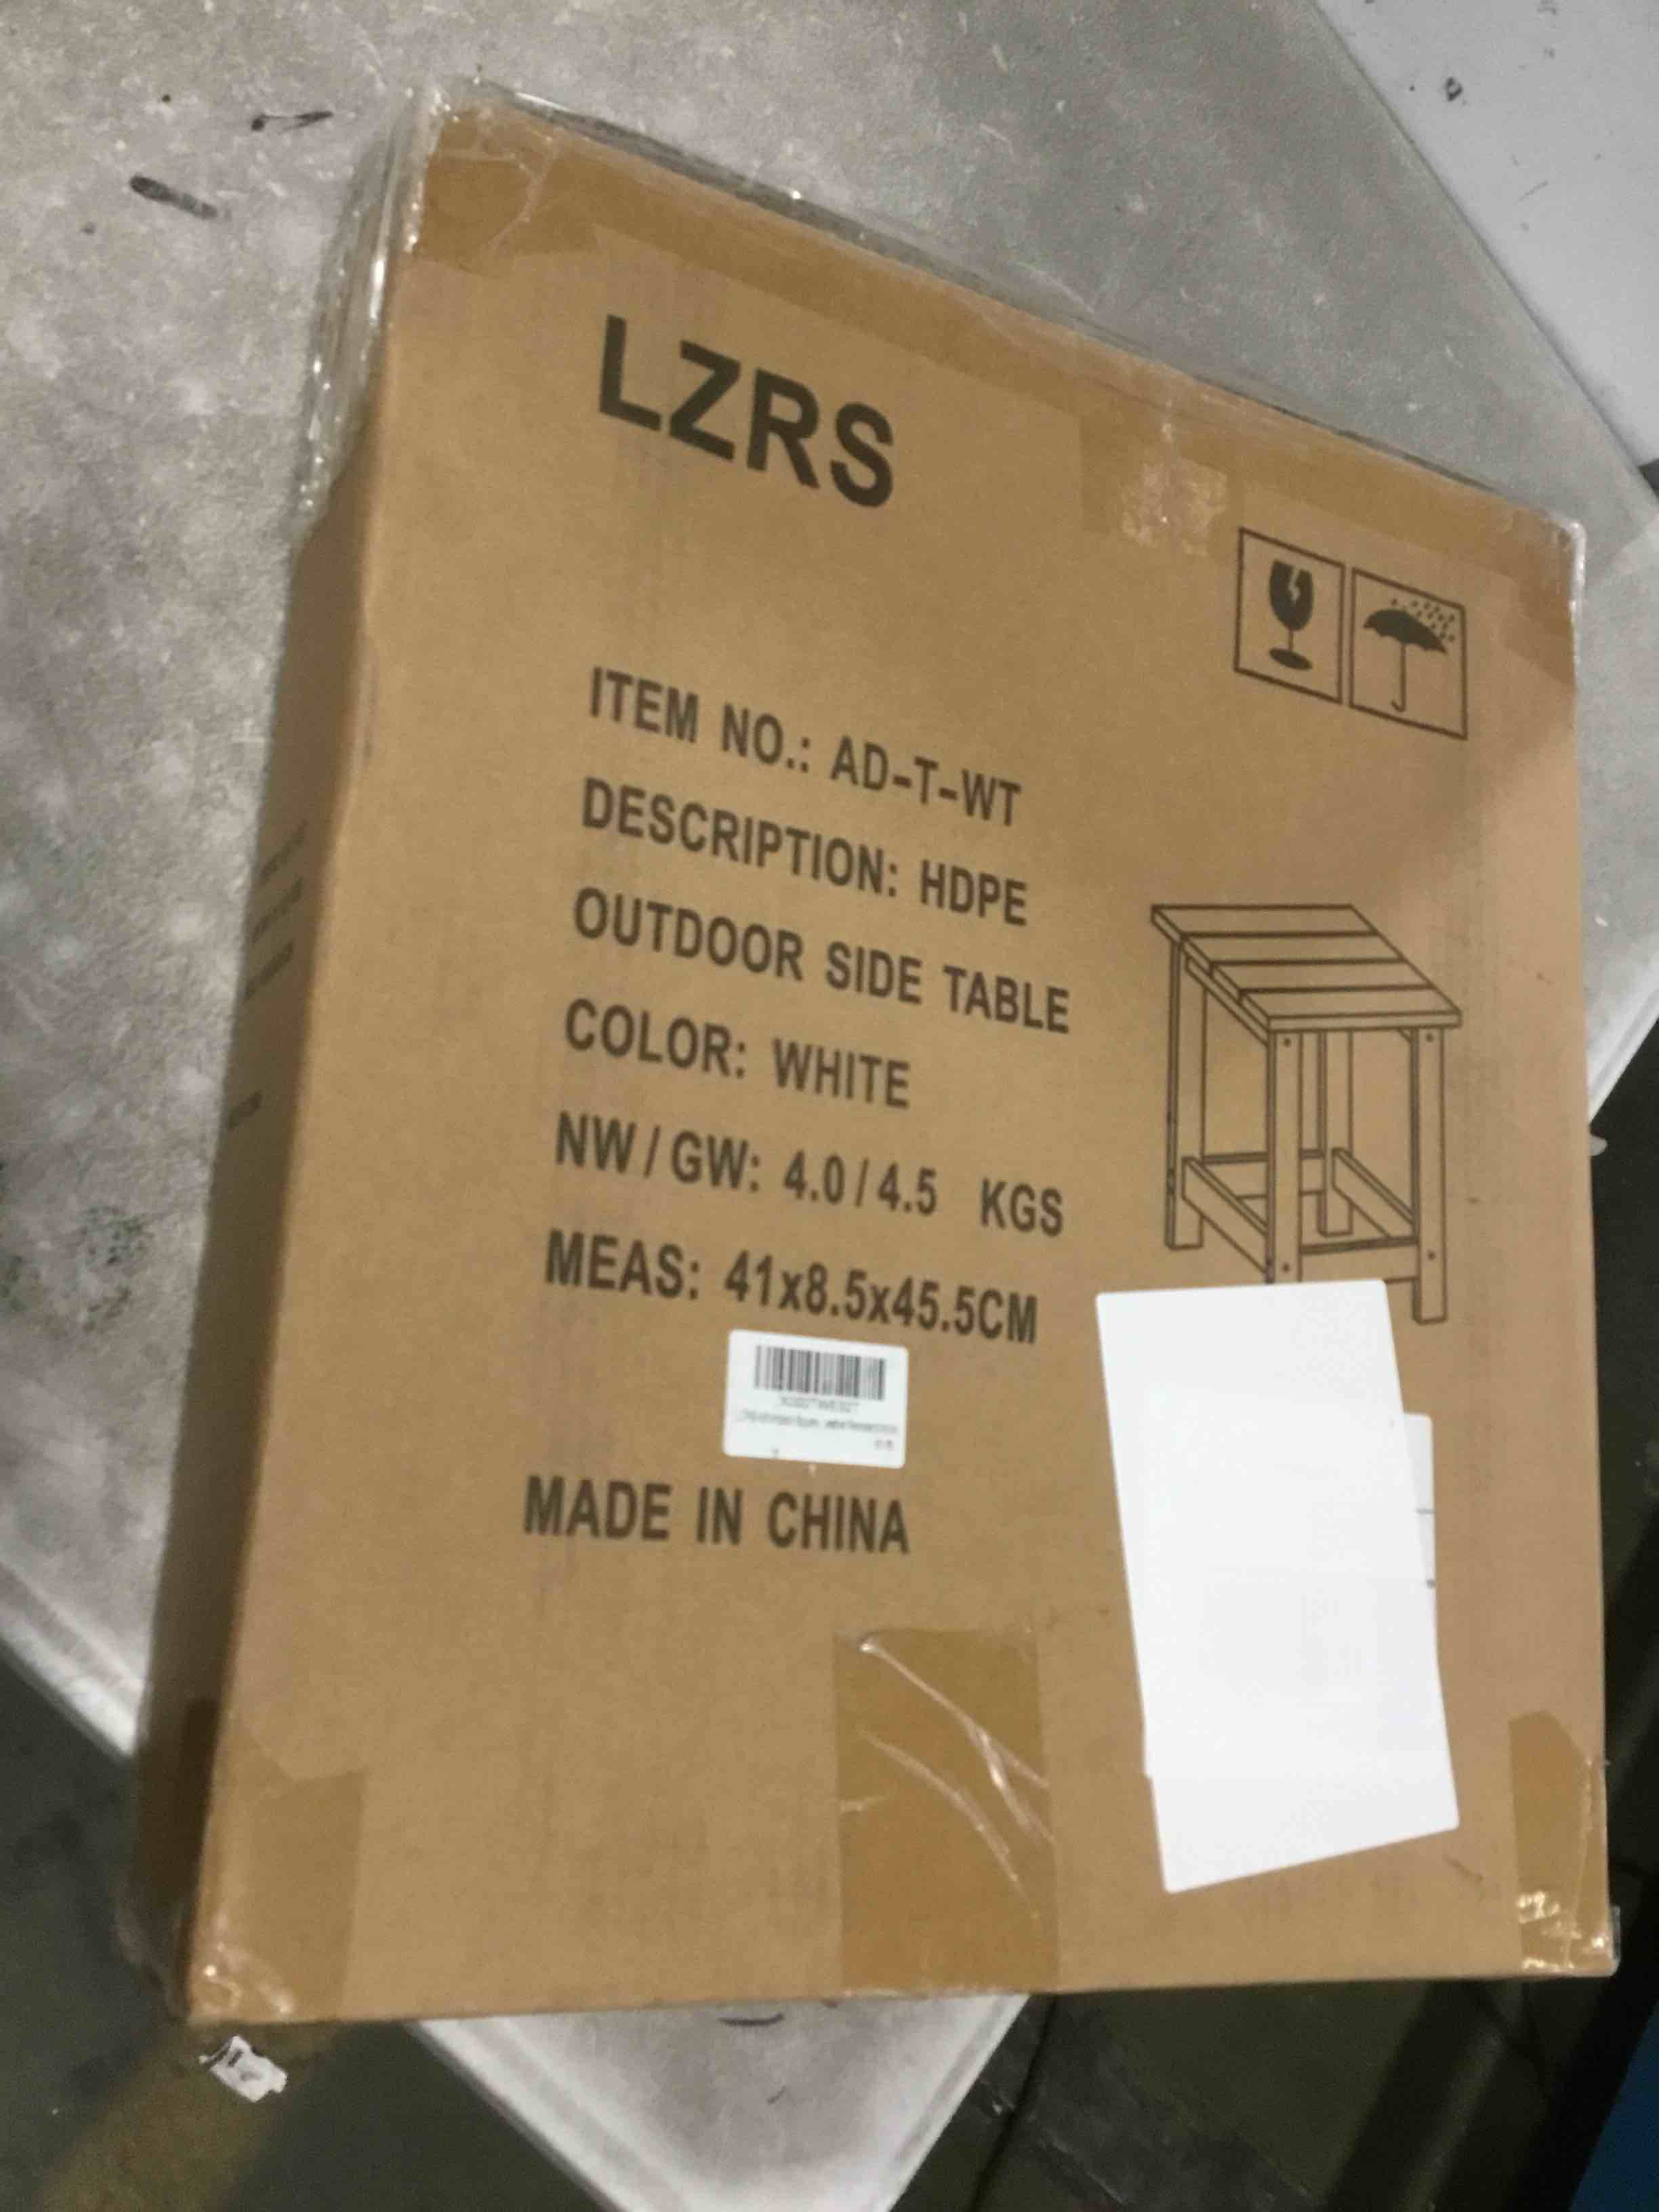 LZRS
ITEM NO.: AD-T-WT
DESCRIPTION: HDPE
OUTDOOR SIDE TABLE
COLOR: WHITE
NW/GW: 4.0/4.5 KGS
MEAS: 41x8.5x45.5CM
MADE IN CHINA